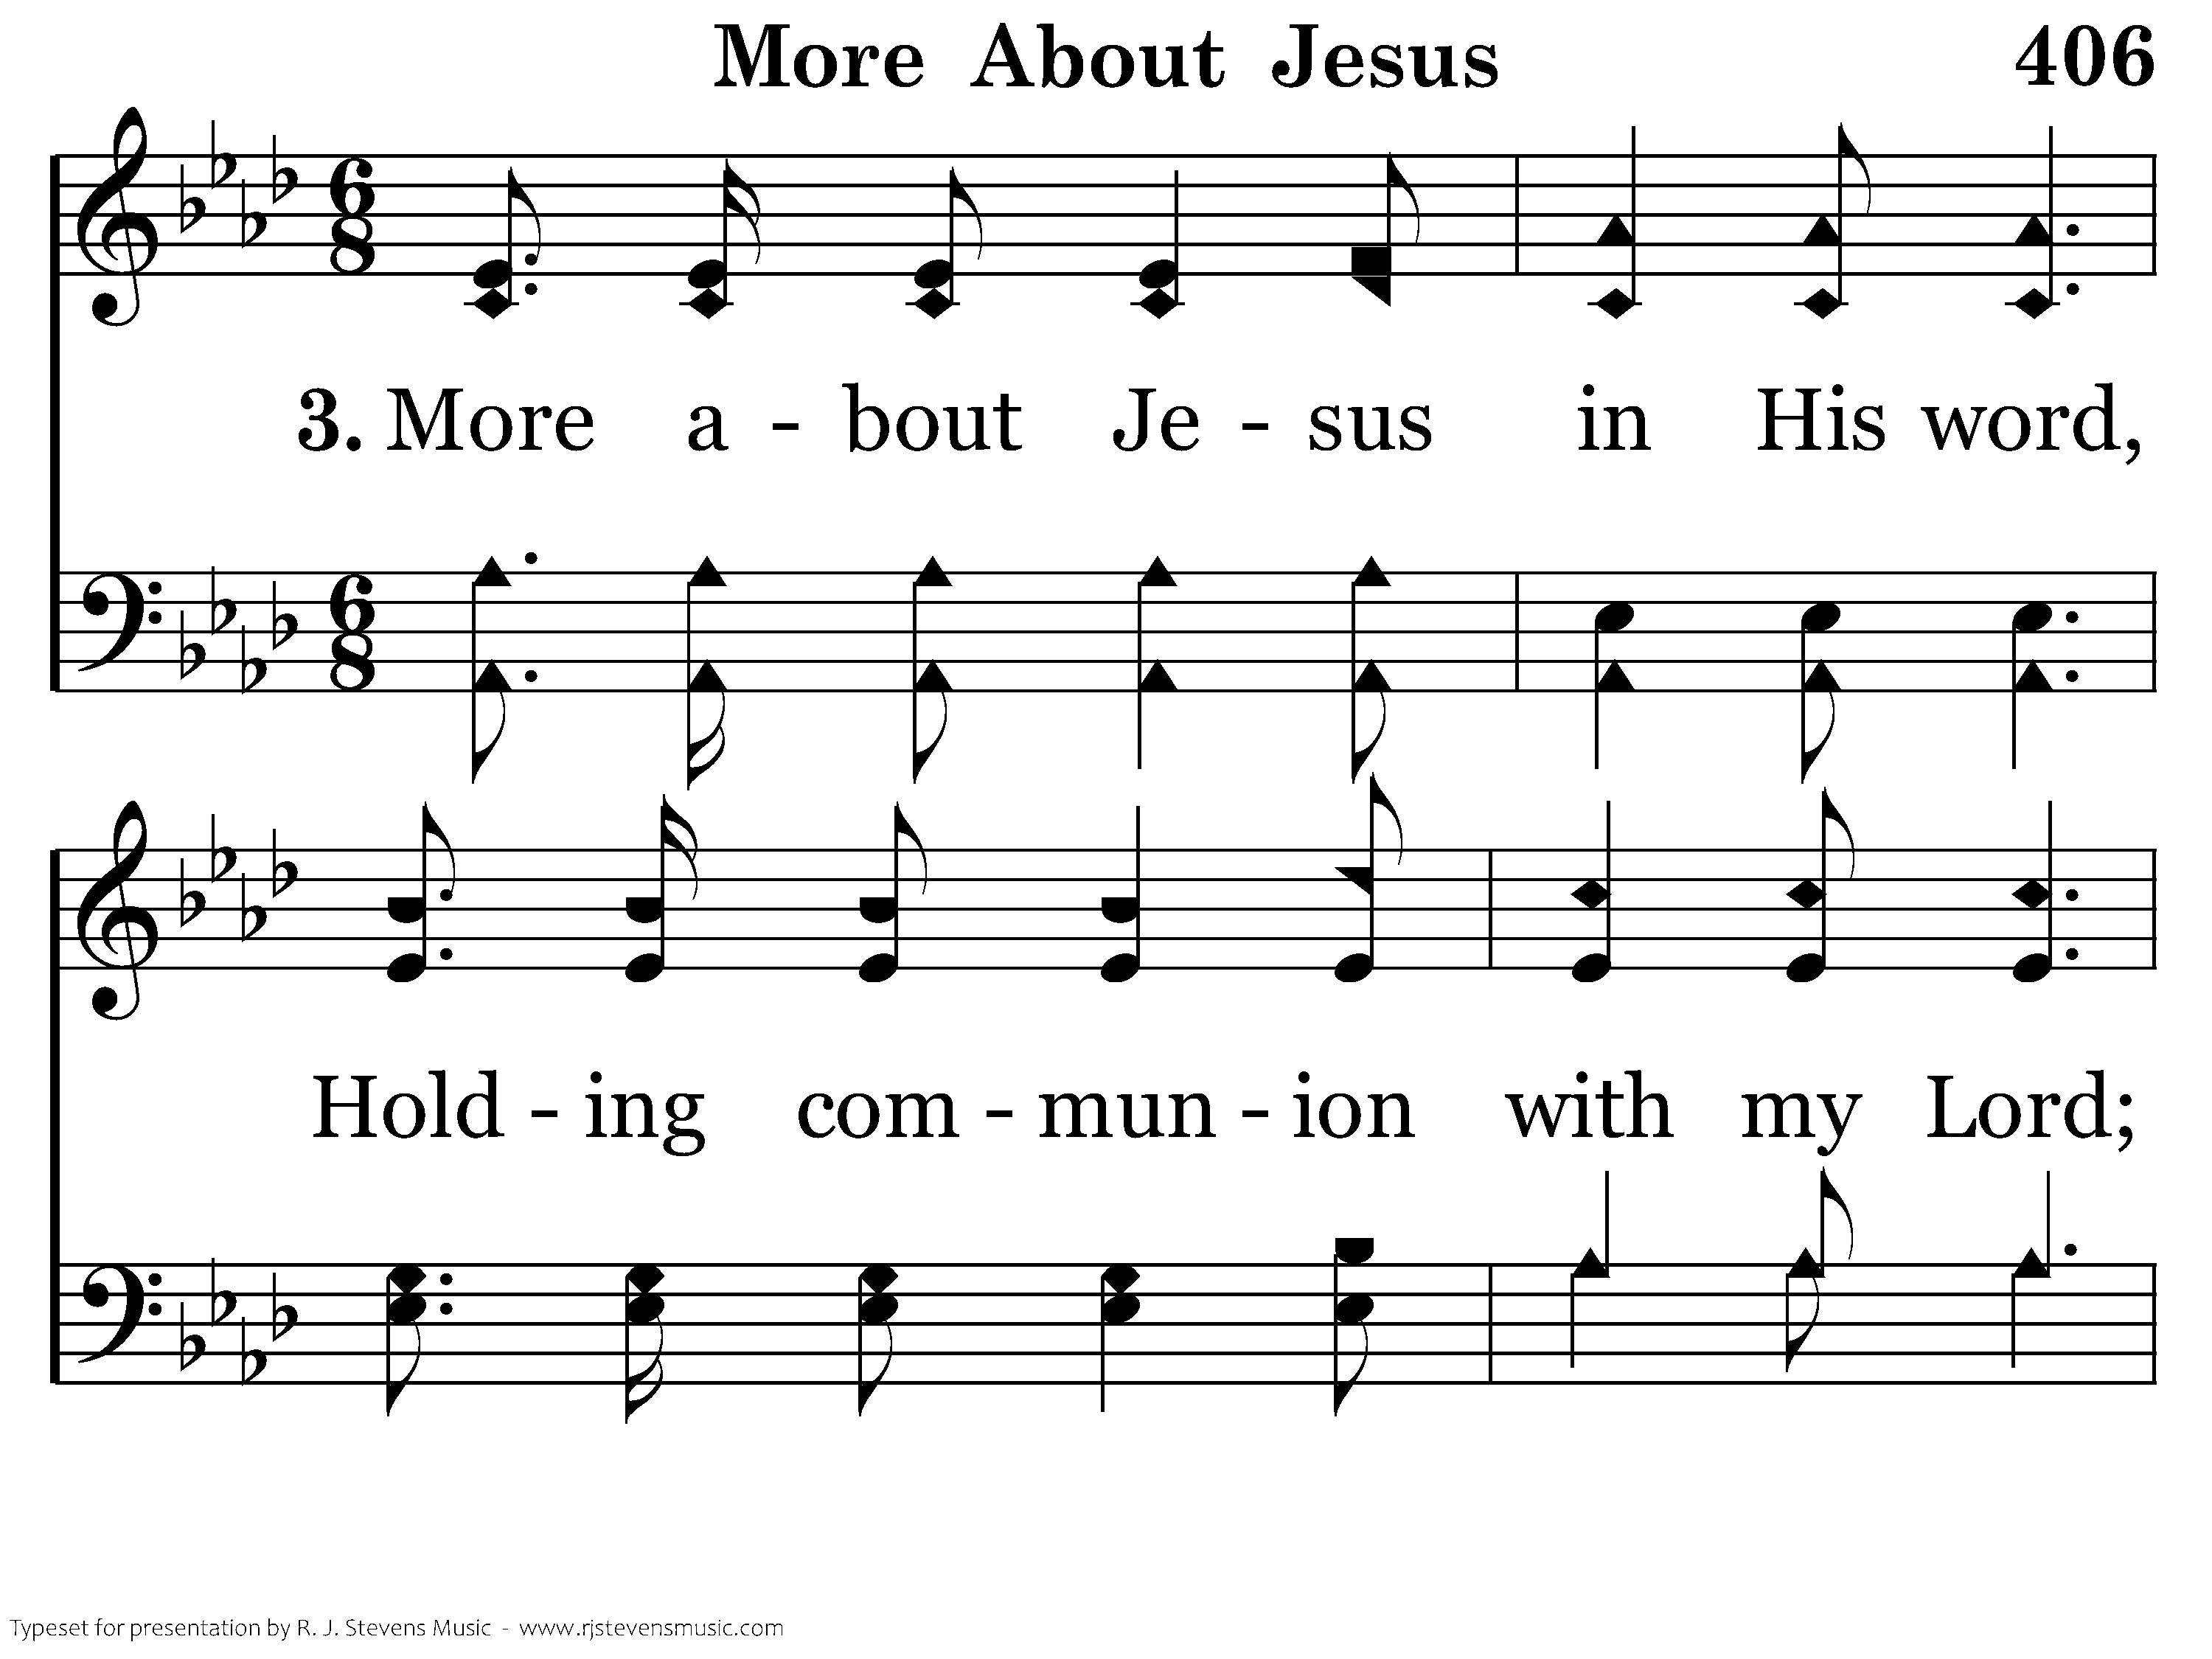 More About Jesus 406
3. More a - bout Je - sus in His word,
Hold - ing com - mun - ion with my Lord;
Typeset for presentation by R. J. Stevens Music - www.rjstevensmusic.com